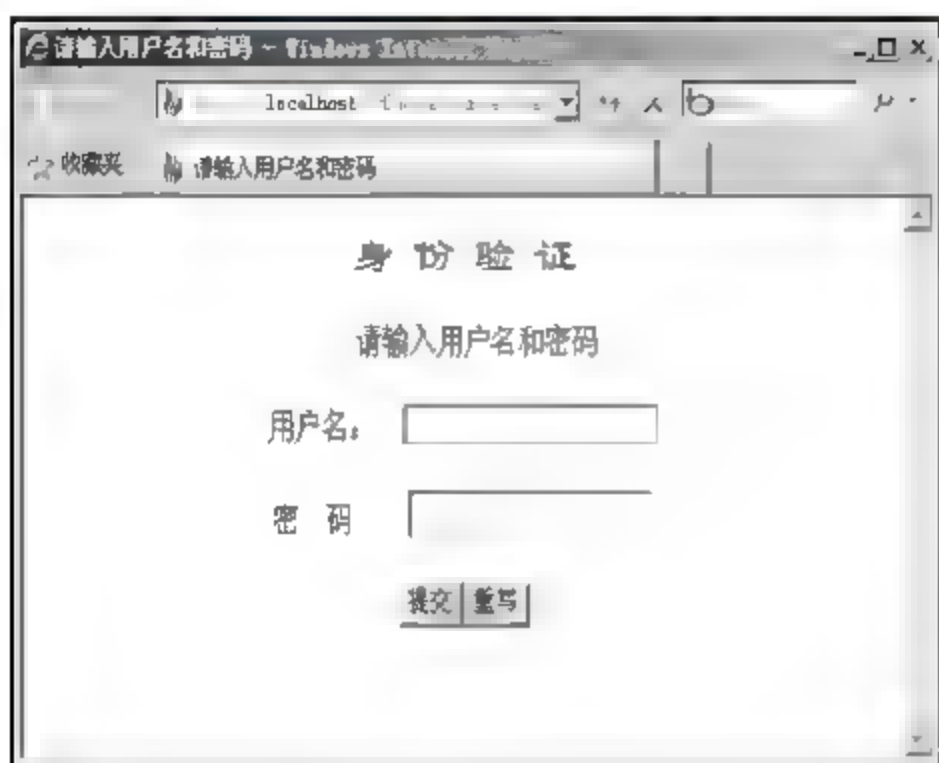 请输入用户名和密码 - Windows
localhost
收藏夹 请输入用户名和密码
身 份 验 证
请输入用户名和密码
用户名:
密 码
提交 重写